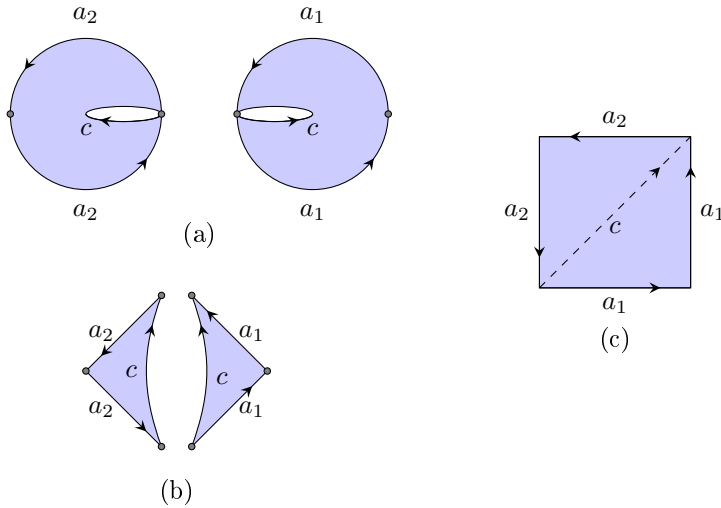 a₂ a₁
c c
a₂ a₁
(a)
a₂
a₂ c a₁
a₁
(c)
a₂ a₁
c c
a₂ a₁
(b)